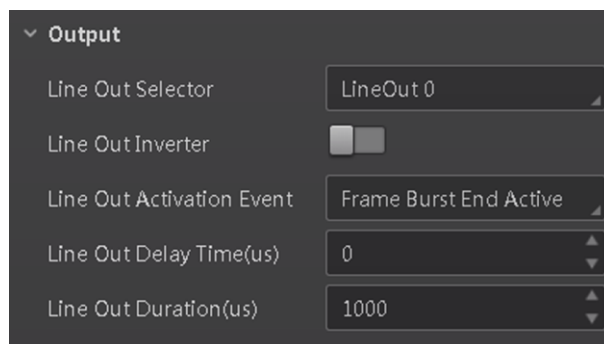 Output
Line Out Selector LineOut 0
Line Out Inverter
Line Out Activation Event Frame Burst End Active
Line Out Delay Time(us) 0
Line Out Duration(us) 1000